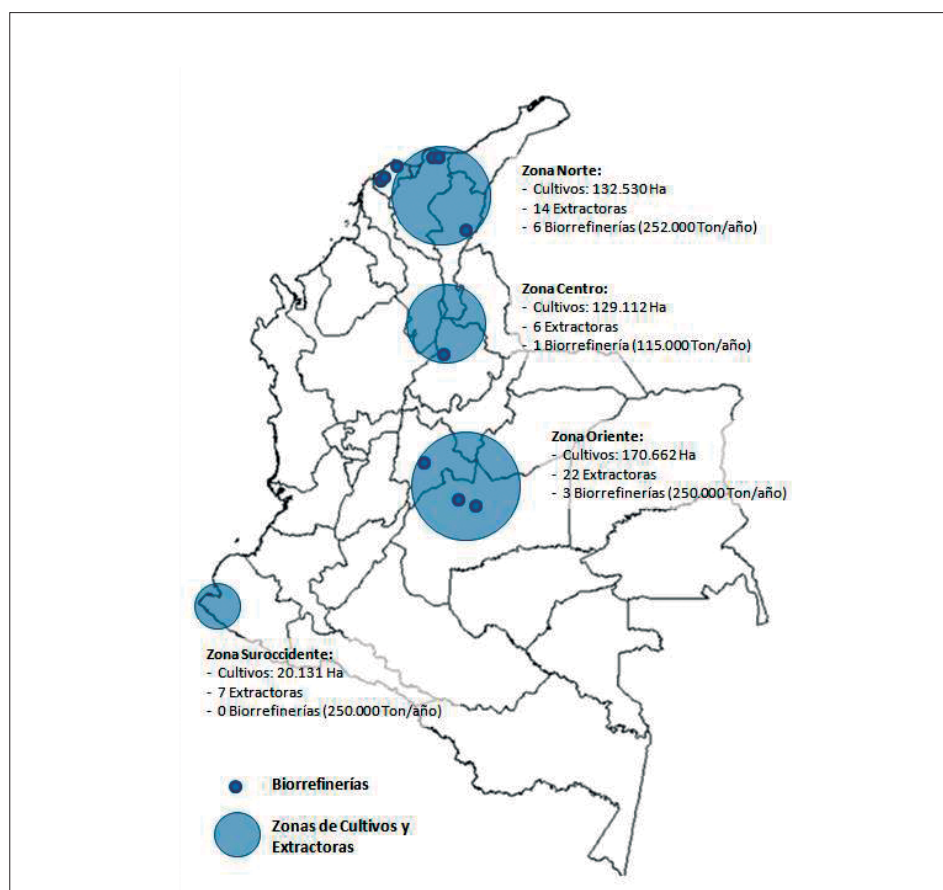 Zona Norte:
- Cultivos: 132.530 Ha
- 14 Extractoras
- 6 Biorrefinerías (252.000 Ton/año)
Zona Centro:
- Cultivos: 129.112 Ha
- 6 Extractoras
- 1 Biorrefinería (115.000 Ton/año)
Zona Oriente:
- Cultivos: 170.662 Ha
- 22 Extractoras
- 3 Biorrefinerías (250.000 Ton/año)
Zona Suroccidente:
- Cultivos: 20.131 Ha
- 7 Extractoras
- 0 Biorrefinerías (250.000 Ton/año)
Biorrefinerías
Zonas de Cultivos y
Extractoras